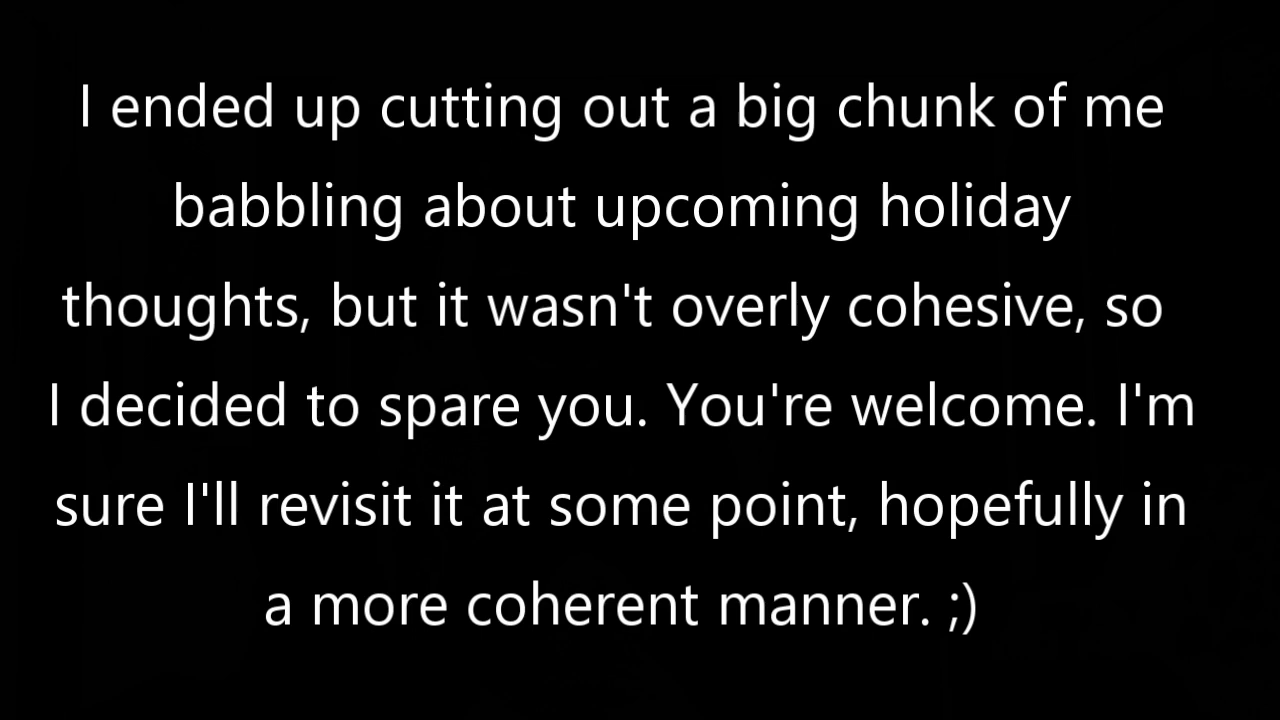 I ended up cutting out a big chunk of me
babbling about upcoming holiday
thoughts, but it wasn't overly cohesive, so
I decided to spare you. You're welcome. I'm
sure I'll revisit it at some point, hopefully in
a more coherent manner. ;)